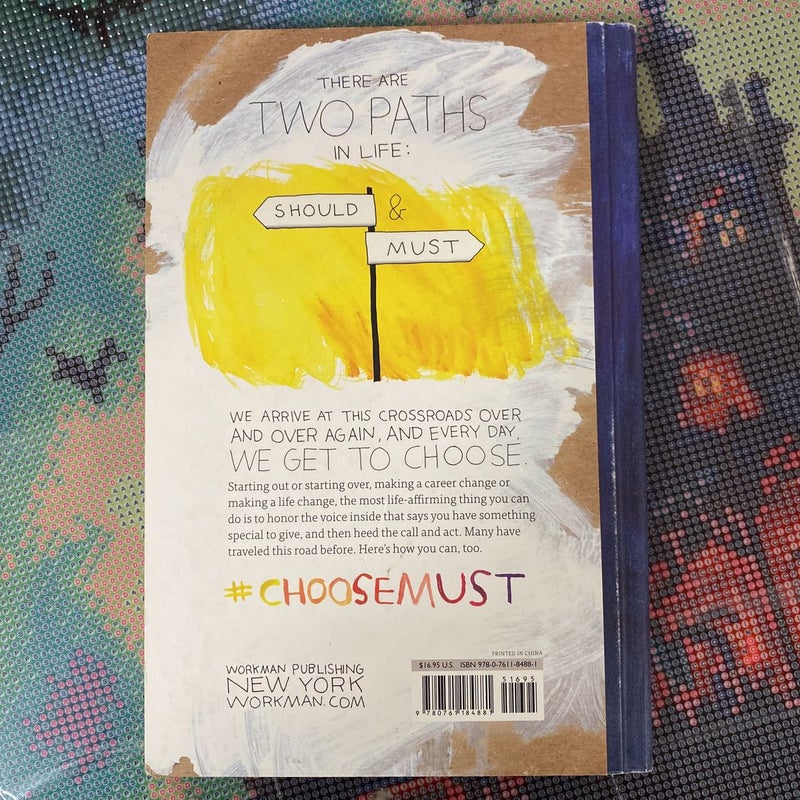 THERE ARE
TWO PATHS
IN LIFE:
SHOULD &
MUST
WE ARRIVE AT THIS CROSSROADS OVER
AND OVER AGAIN, AND EVERY DAY,
WE GET TO CHOOSE.
Starting out or starting over, making a career change or
making a life change, the most life-affirming thing you can
do is to honor the voice inside that says you have something
special to give, and then heed the call and act. Many have
traveled this road before. Here's how you can, too.
#CHOOSEMUST
PRINTED IN CHINA
$16.95 U.S. ISBN 978-0-7611-8488-1
WORKMAN PUBLISHING
NEW YORK
WORKMAN.COM
51695
9 780761 184881